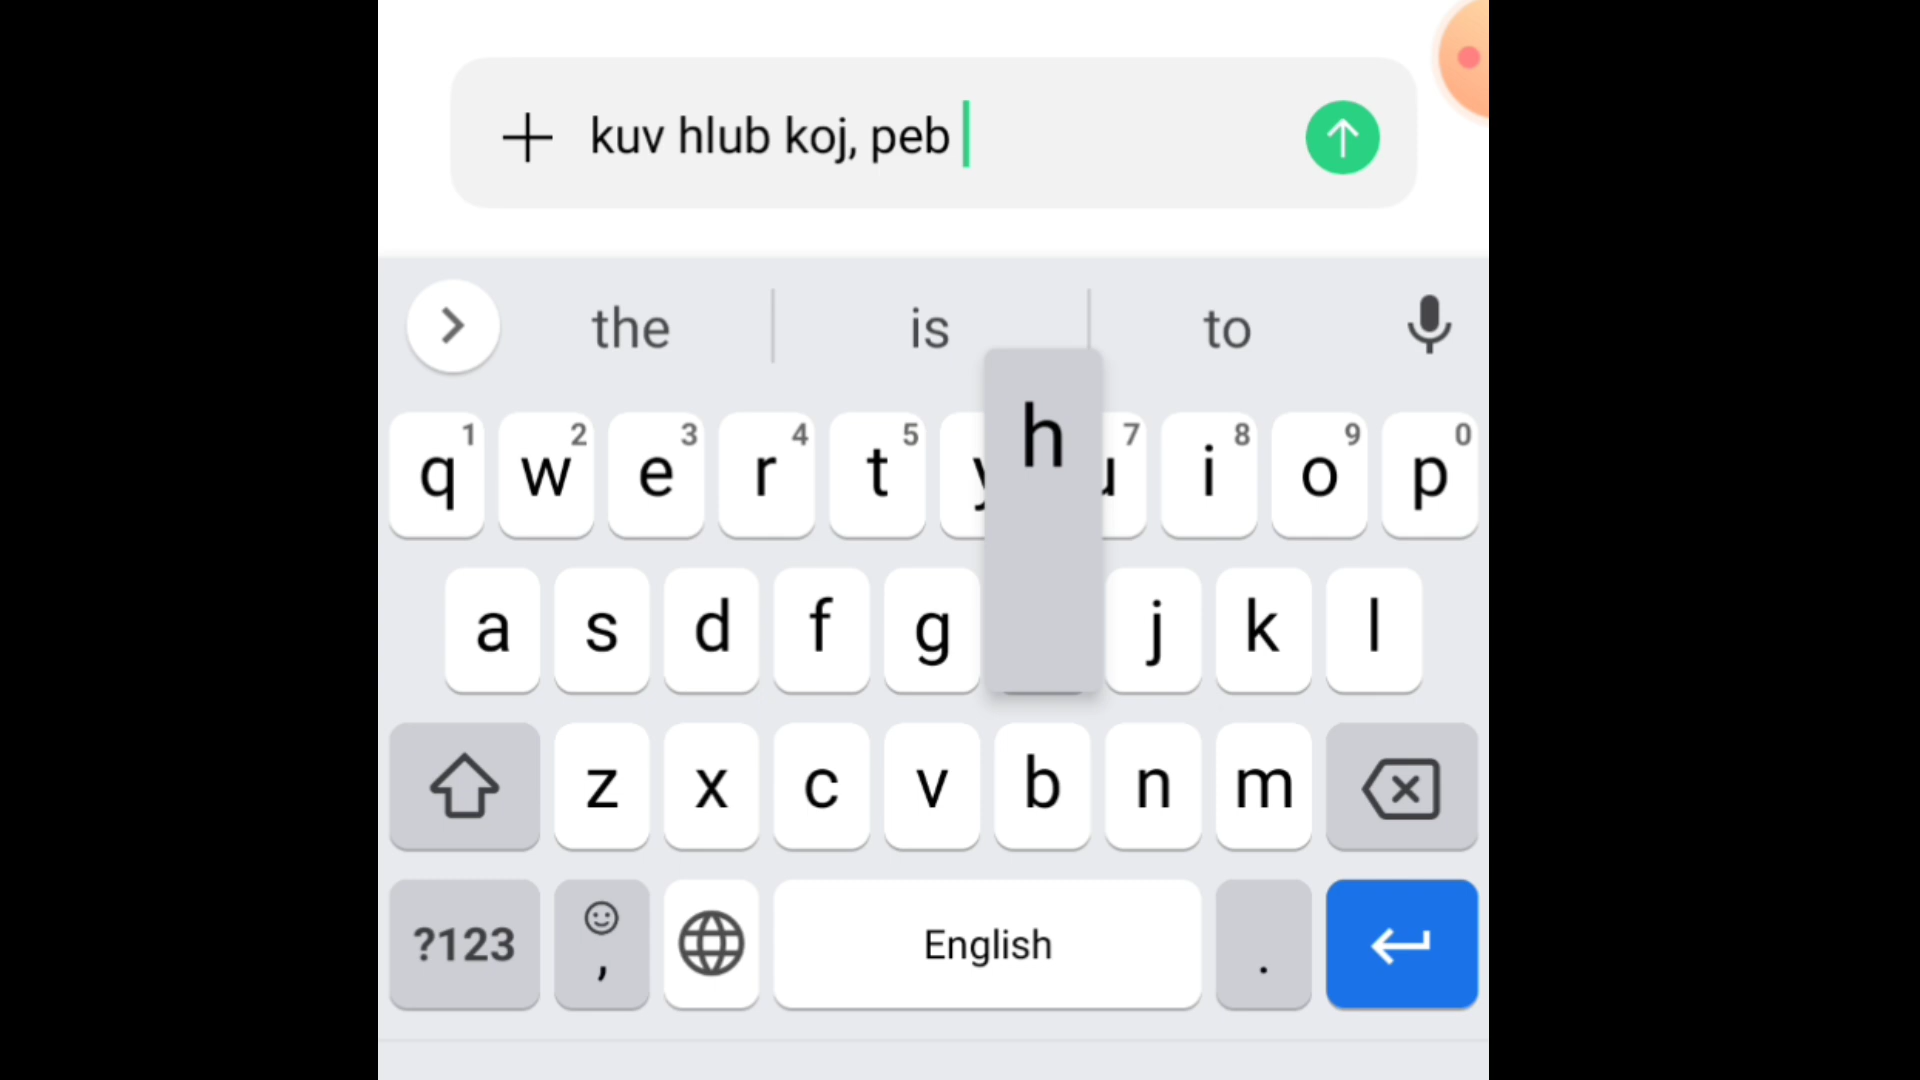 kuv hlub koj, peb
the is to
h
q 1 w 2 e 3 r 4 t 5 y u 7 i 8 o 9 p 0
a s d f g j k l
z x c v b n m
?123 , English .